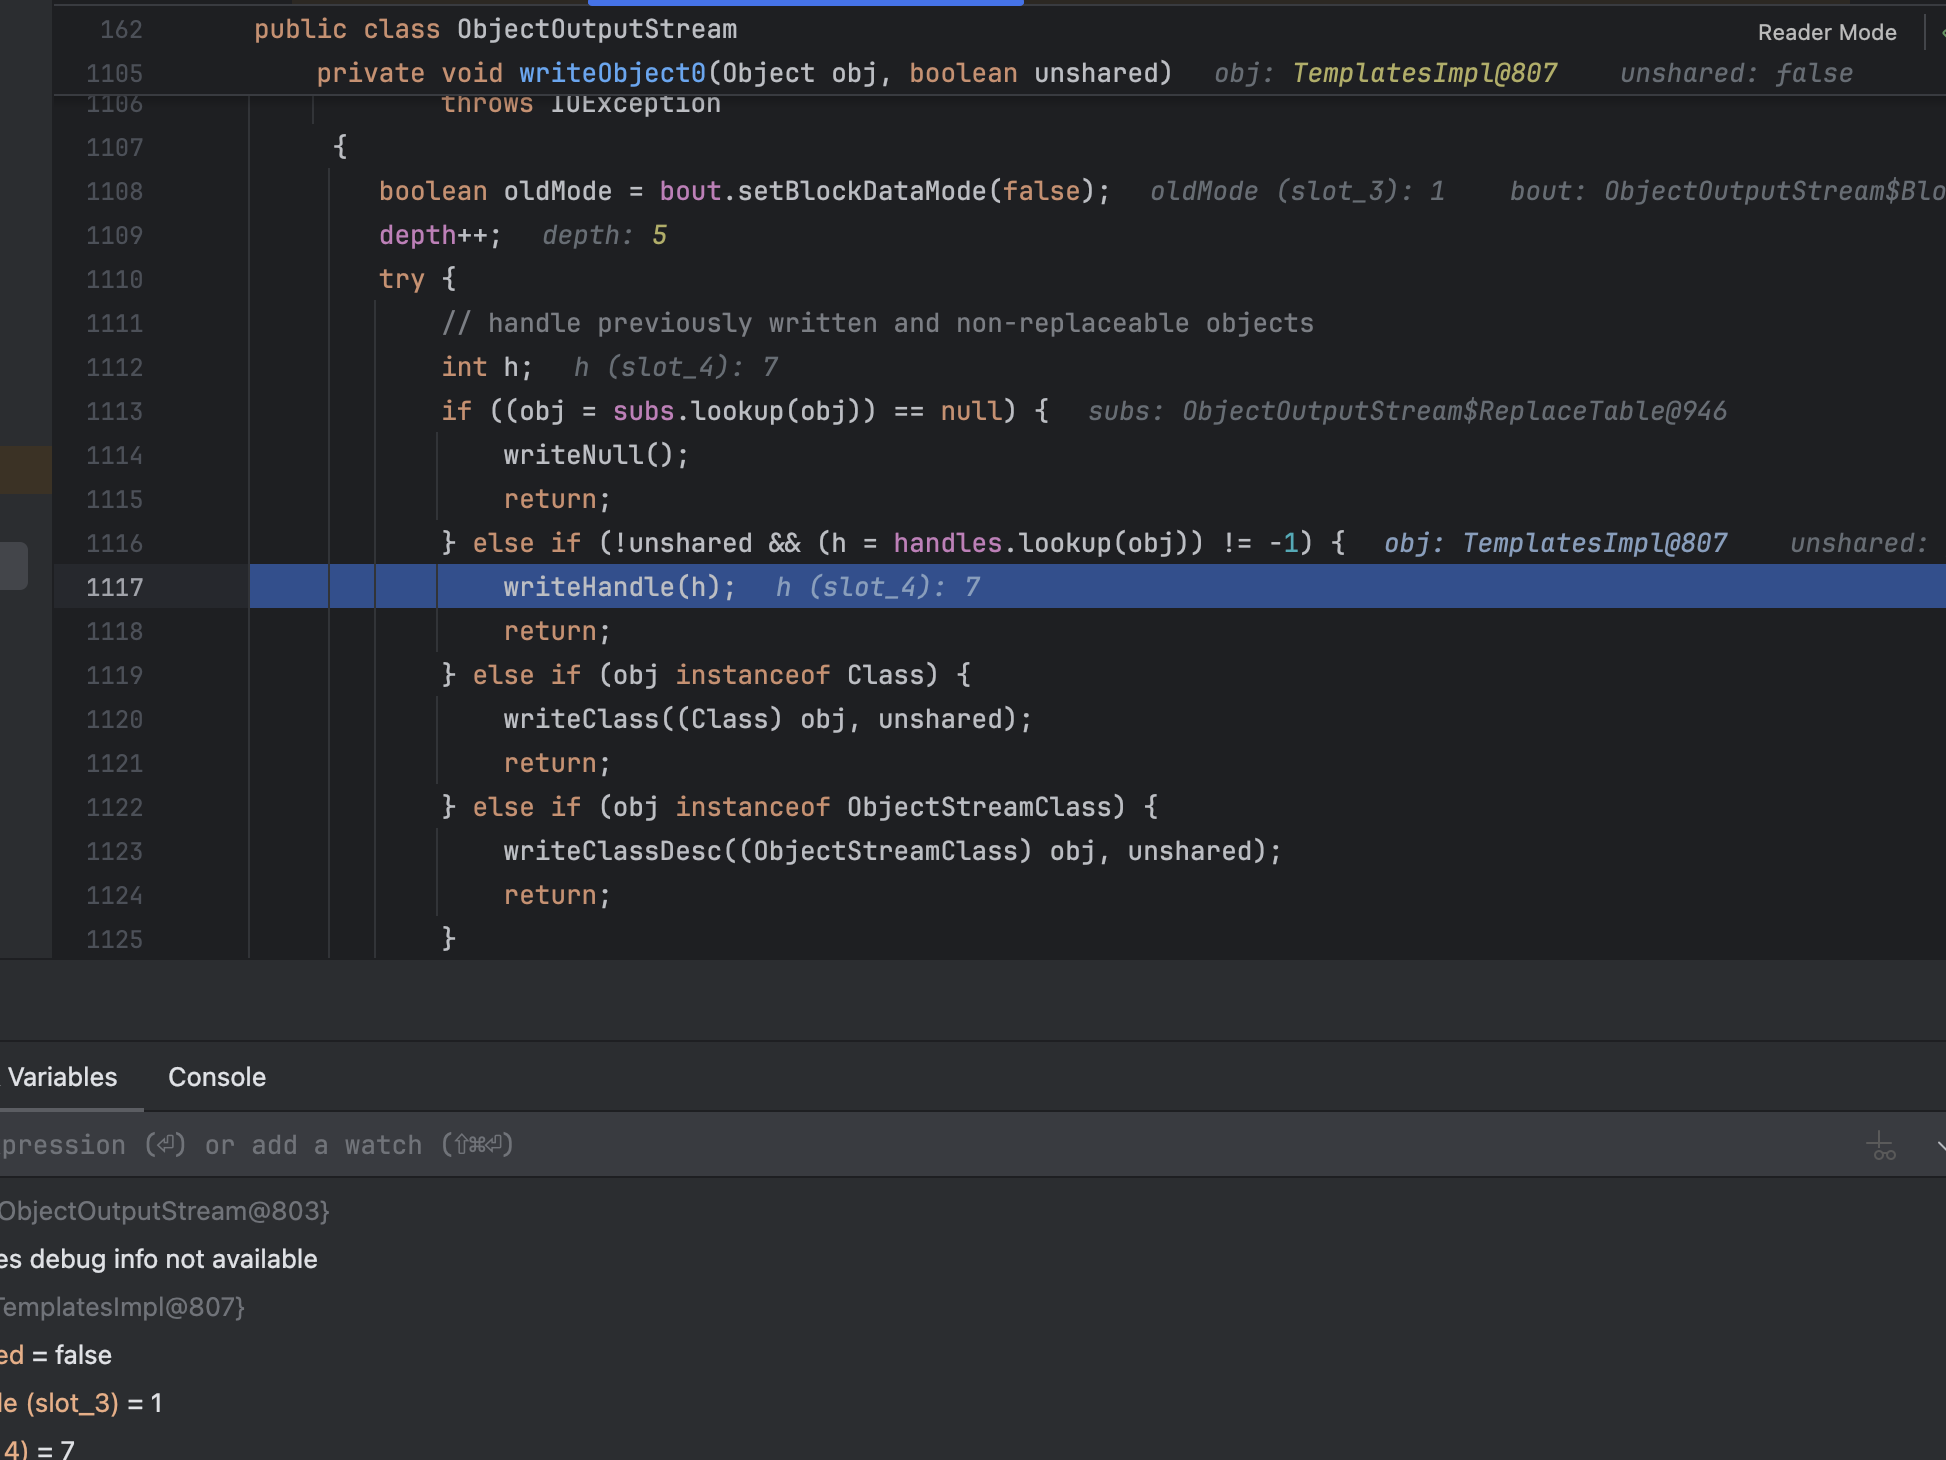 162 public class ObjectOutputStream Reader Mode
1105 private void writeObject0(Object obj, boolean unshared) obj: TemplatesImpl@807 unshared: false
1106 throws IOException
1107 {
1108 boolean oldMode = bout.setBlockDataMode(false); oldMode (slot_3): 1 bout: ObjectOutputStream$Blo
1109 depth++; depth: 5
1110 try {
1111 // handle previously written and non-replaceable objects
1112 int h; h (slot_4): 7
1113 if ((obj = subs.lookup(obj)) == null) { subs: ObjectOutputStream$ReplaceTable@946
1114 writeNull();
1115 return;
1116 } else if (!unshared && (h = handles.lookup(obj)) != -1) { obj: TemplatesImpl@807 unshared:
1117 writeHandle(h); h (slot_4): 7
1118 return;
1119 } else if (obj instanceof Class) {
1120 writeClass((Class) obj, unshared);
1121 return;
1122 } else if (obj instanceof ObjectStreamClass) {
1123 writeClassDesc((ObjectStreamClass) obj, unshared);
1124 return;
1125 }
Variables Console
pression (⏎) or add a watch (⇧⌘⏎)
ObjectOutputStream@803}
es debug info not available
TemplatesImpl@807}
ed = false
le (slot_3) = 1
4) = 7